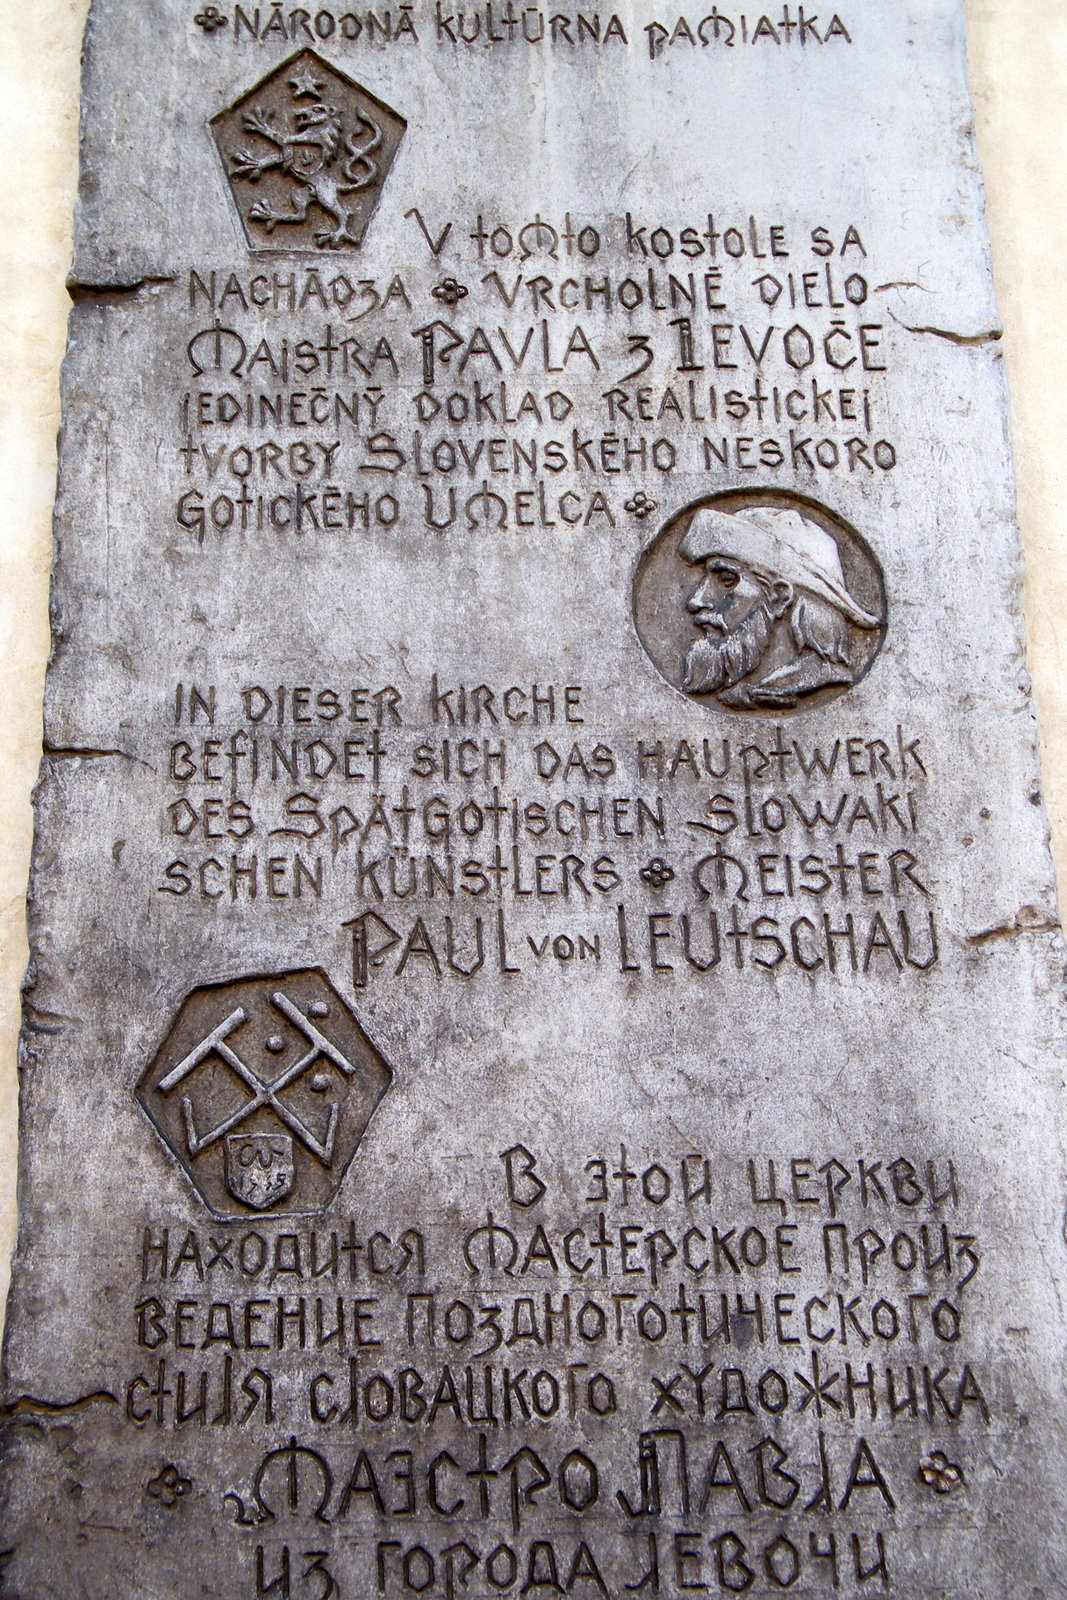 NÁRODNÁ KULTÚRNA PAMIATKA
V TOMTO KOSTOLE SA
NACHÁDZA VRCHOLNÉ DIELO
MAJSTRA PAVLA Z LEVOČE
JEDINEČNÝ DOKLAD REALISTICKEJ
TVORBY SLOVENSKÉHO NESKORO
GOTICKÉHO UMELCA
IN DIESER KIRCHE
BEFINDET SICH DAS HAUPTWERK
DES SPÄTGOTISCHEN SLOWAKI
SCHEN KÜNSTLERS MEISTER
PAUL VON LEUTSCHAU
В ЭТОЙ ЦЕРКВИ
НАХОДИТСЯ МАСТЕРСКОЕ ПРОИЗ
ВЕДЕНИЕ ПОЗДНОГОТИЧЕСКОГО
СТИЛЯ СЛОВАЦКОГО ХУДОЖНИКА
МАЭСТРО ПАВЛА
ИЗ ГОРОДА ЛЕВОЧИ